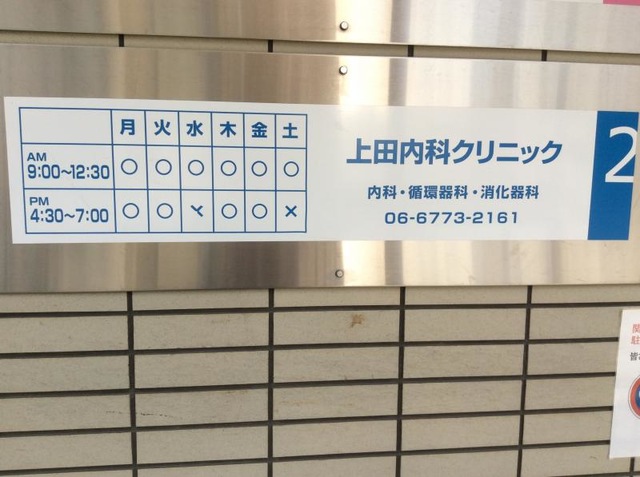 月 火 水 木 金 土
AM
9:00~12:30 ○ ○ ○ ○ ○ ○
PM
4:30~7:00 ○ ○ × ○ ○ ×
上田内科クリニック
内科・循環器科・消化器科
06-6773-2161
2